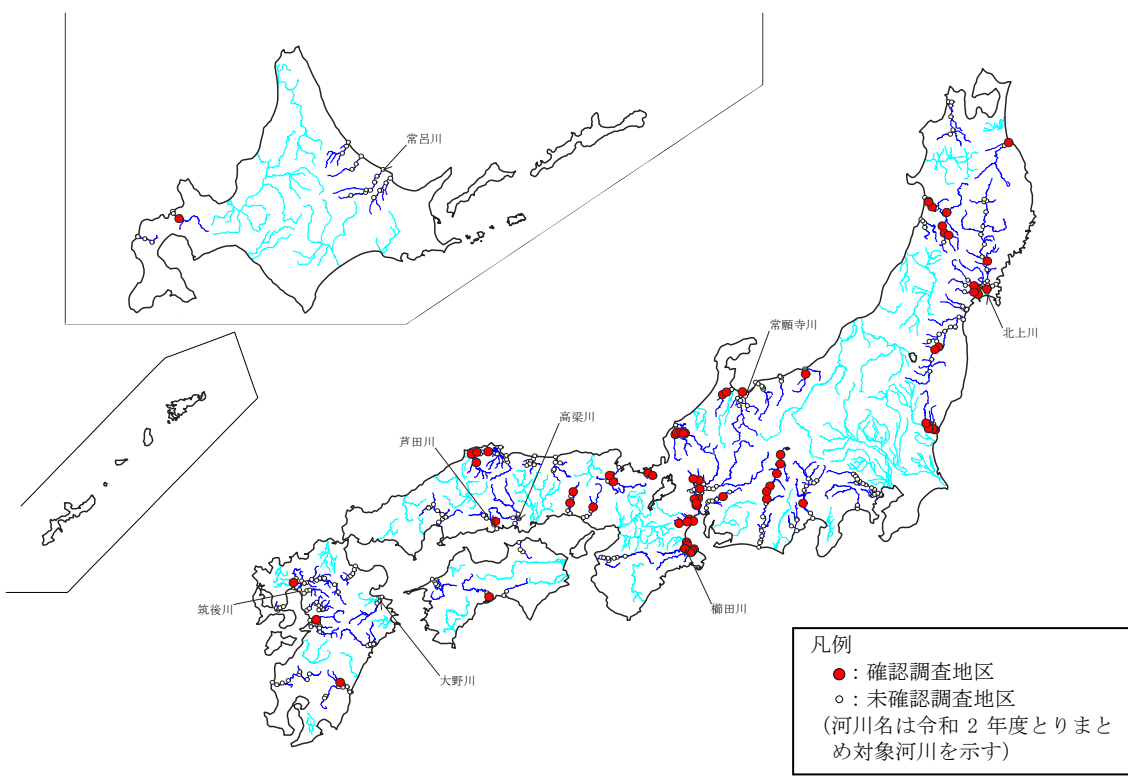 常呂川
常願寺川
北上川
高梁川
芦田川
筑後川
櫛田川
大野川
凡例
：確認調査地区
：未確認調査地区
（河川名は令和 2 年度とりまと
め対象河川を示す）